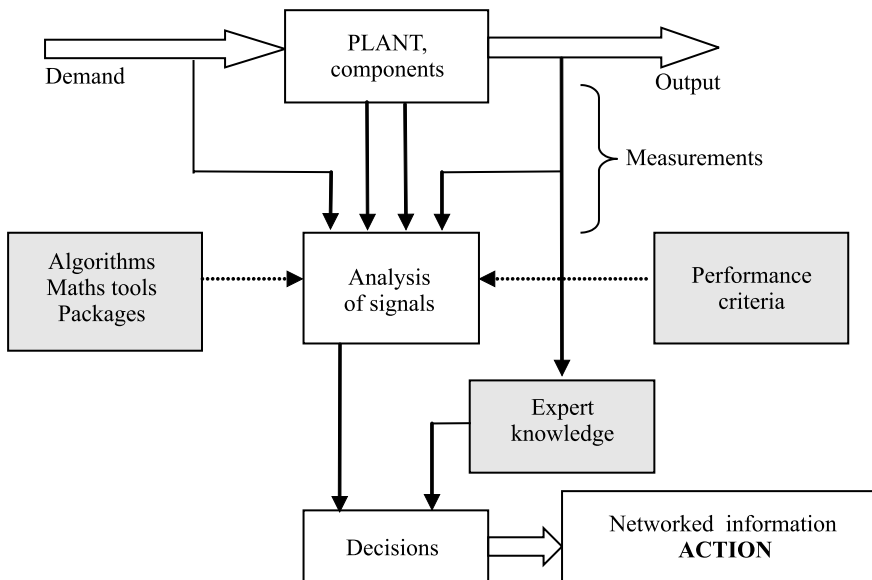 PLANT,
components
Demand
Output
Measurements
Algorithms
Maths tools
Packages
Analysis
of signals
Performance
criteria
Expert
knowledge
Decisions
Networked information
ACTION